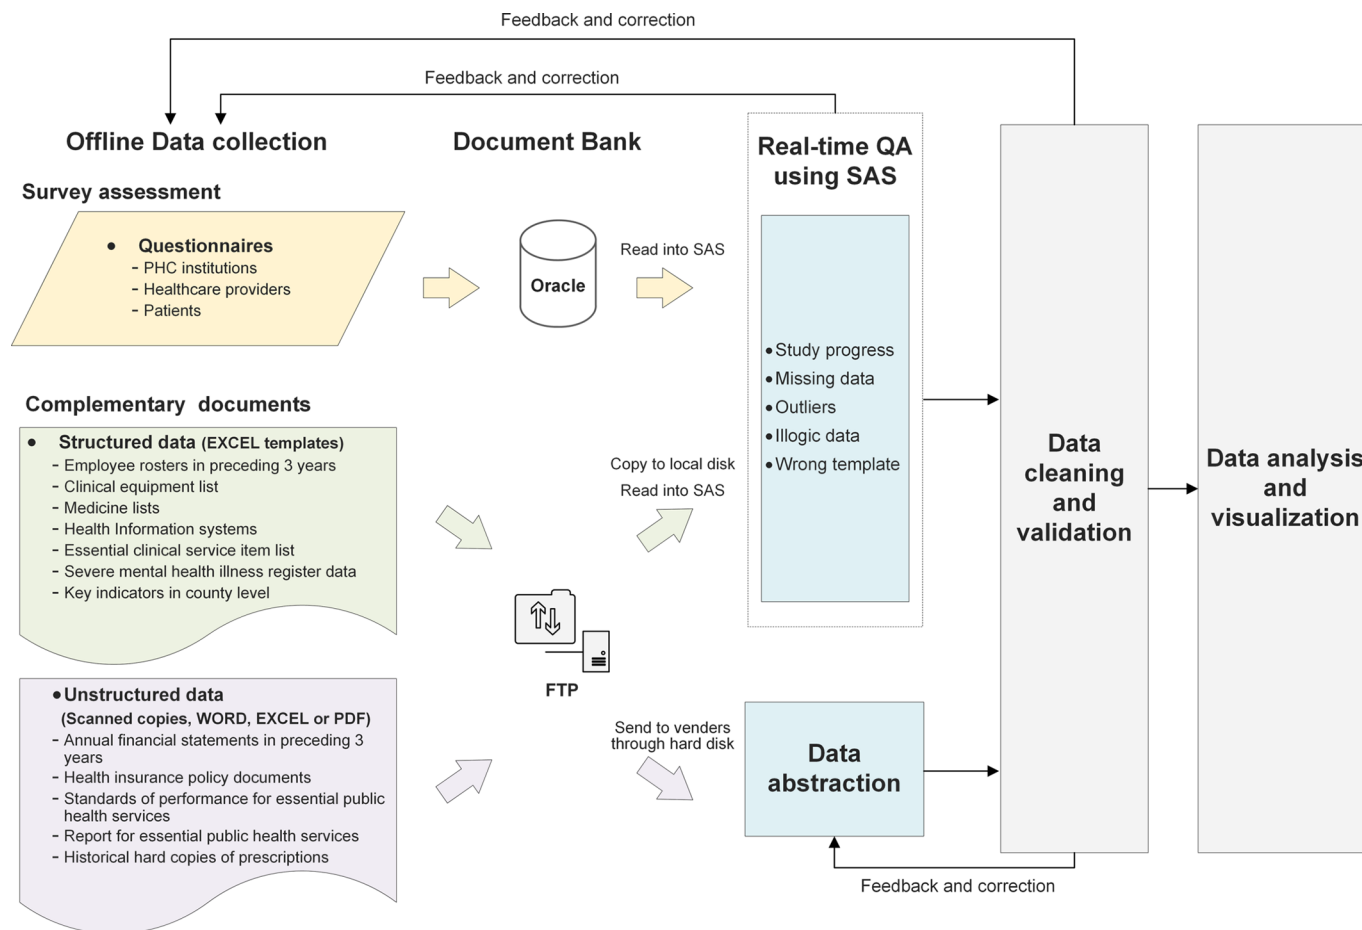 Feedback and correction
Feedback and correction
Offline Data collection
Document Bank
Real-time QA
using SAS
Survey assessment
• Questionnaires
- PHC institutions
- Healthcare providers
- Patients
Oracle
Read into SAS
• Study progress
• Missing data
• Outliers
• Illogic data
• Wrong template
Complementary documents
• Structured data (EXCEL templates)
- Employee rosters in preceding 3 years
- Clinical equipment list
- Medicine lists
- Health Information systems
- Essential clinical service item list
- Severe mental health illness register data
- Key indicators in county level
Copy to local disk
Read into SAS
FTP
• Unstructured data
(Scanned copies, WORD, EXCEL or PDF)
- Annual financial statements in preceding 3
years
- Health insurance policy documents
- Standards of performance for essential public
health services
- Report for essential public health services
- Historical hard copies of prescriptions
Send to venders
through hard disk
Data
abstraction
Feedback and correction
Data
cleaning
and
validation
Data analysis
and
visualization